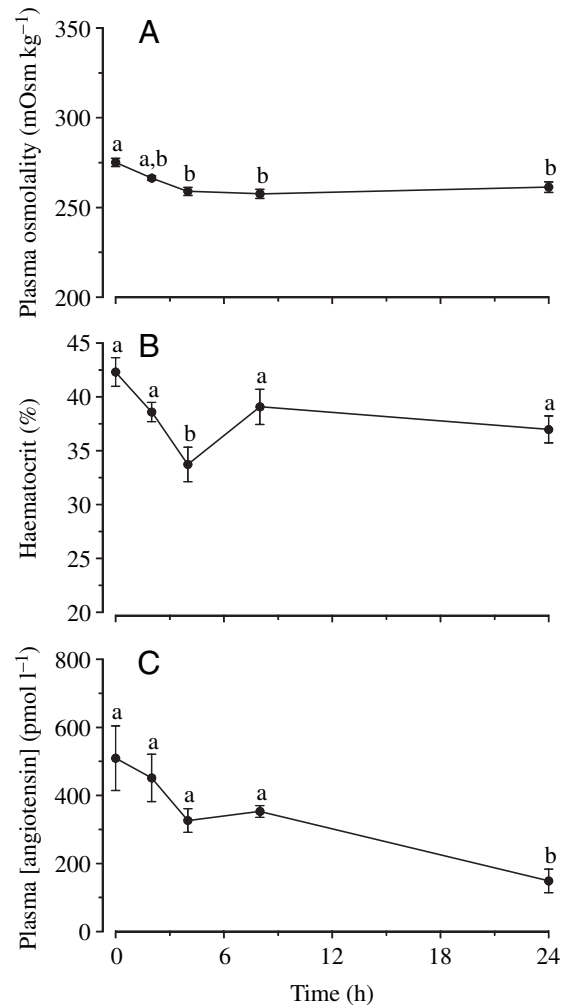 A
Plasma osmolality (mOsm kg⁻¹)
350
300
250
200
a
a,b
b
b
b
B
Haematocrit (%)
45
40
35
30
25
20
a
a
b
a
a
C
Plasma [angiotensin] (pmol l⁻¹)
800
600
400
200
0
a
a
a
a
b
0 6 12 18 24
Time (h)